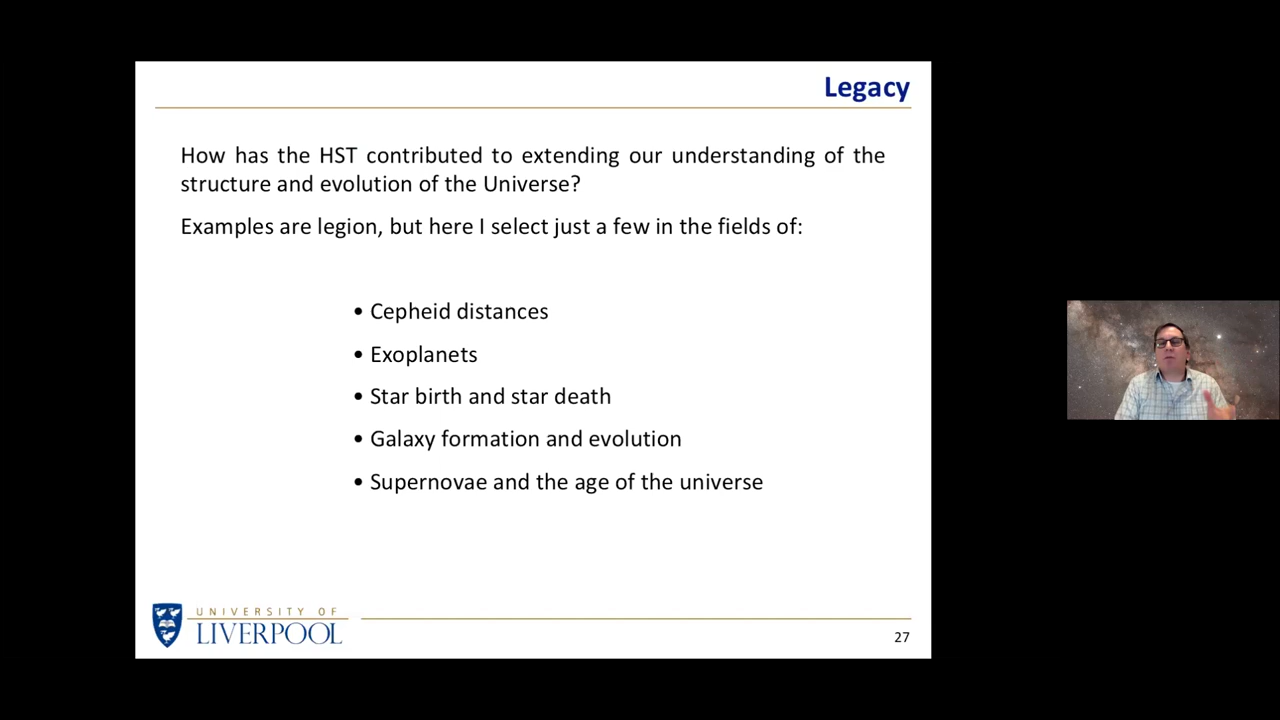 Legacy
How has the HST contributed to extending our understanding of the
structure and evolution of the Universe?
Examples are legion, but here I select just a few in the fields of:
• Cepheid distances
• Exoplanets
• Star birth and star death
• Galaxy formation and evolution
• Supernovae and the age of the universe
UNIVERSITY OF
LIVERPOOL
27